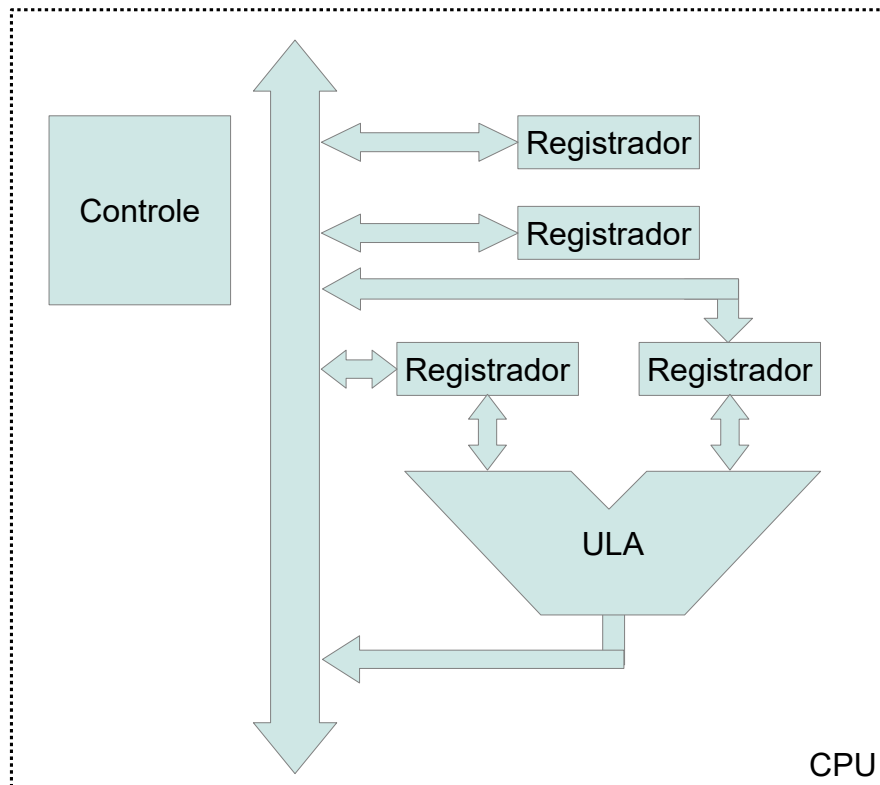 Registrador
Controle
Registrador
Registrador
Registrador
ULA
CPU